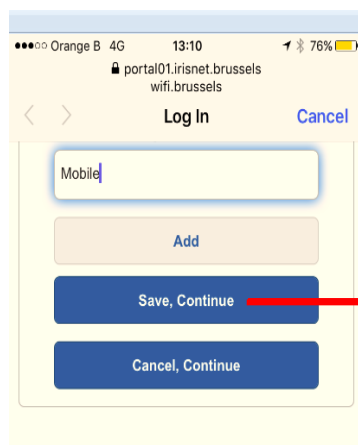 Orange B 4G 13:10 76%
portal01.irisnet.brussels
wifi.brussels
Log In Cancel
Mobile
Add
Save, Continue
Cancel, Continue